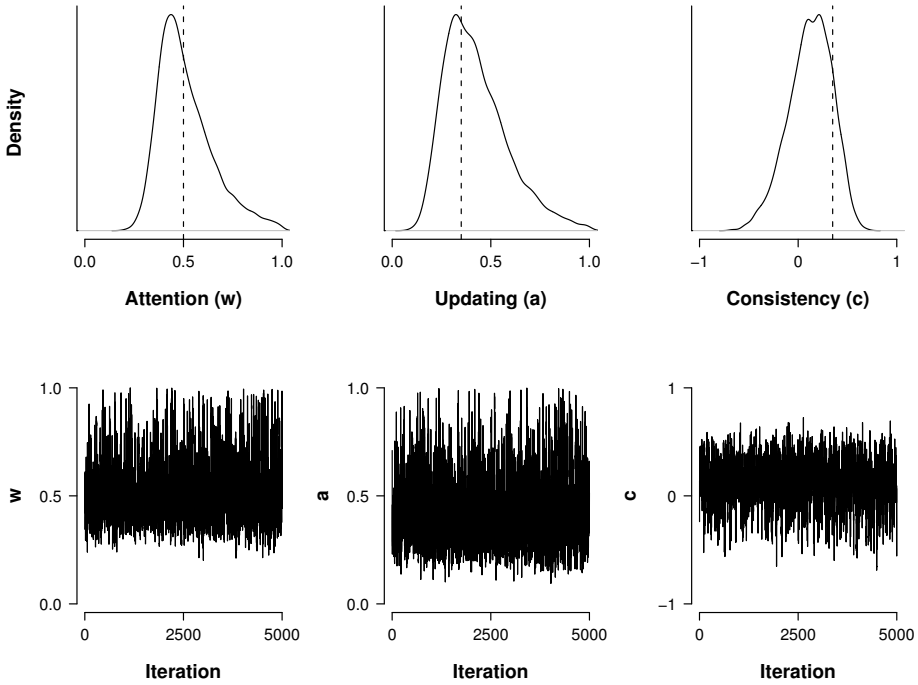 Density
0.0 0.5 1.0
Attention (w)
0.0 0.5 1.0
Updating (a)
−1 0 1
Consistency (c)
w
1.0
0.5
0.0
0 2500 5000
Iteration
a
1.0
0.5
0.0
0 2500 5000
Iteration
c
1
0
−1
0 2500 5000
Iteration